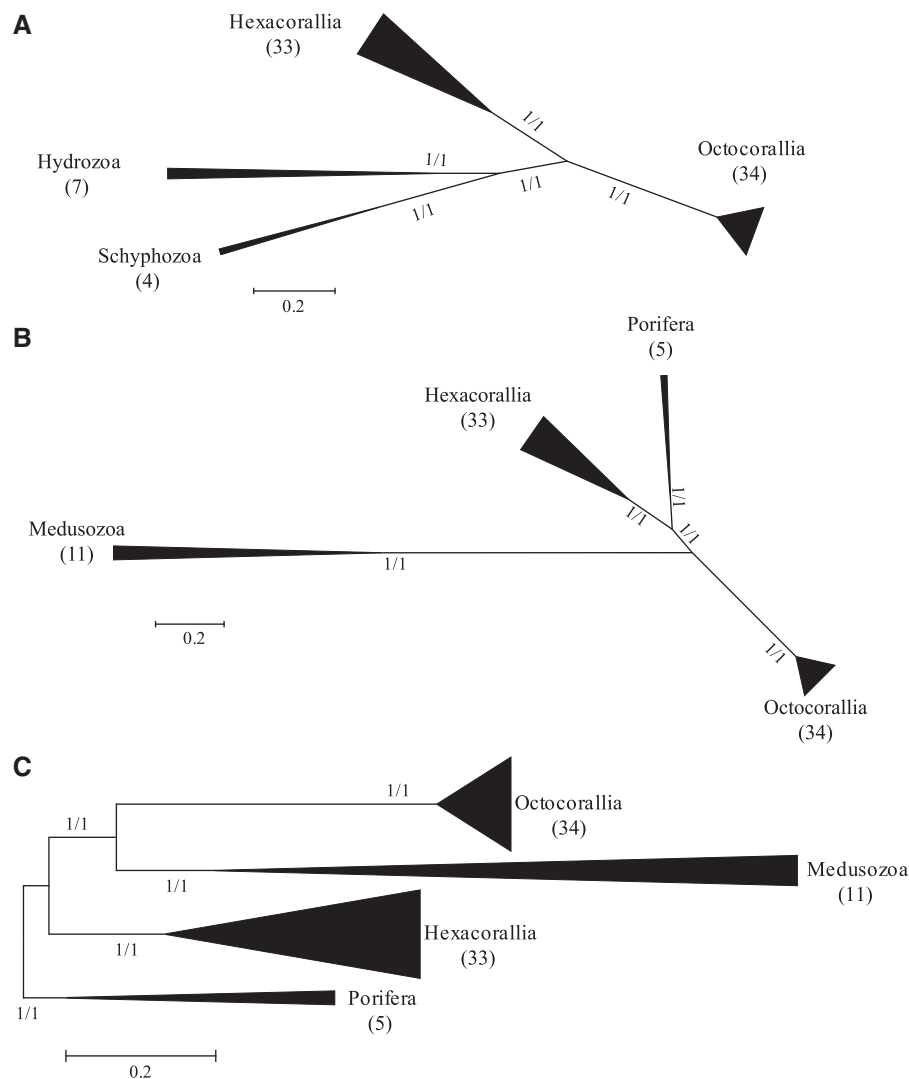 A
Hexacorallia
(33)
1/1
Octocorallia
(34)
Hydrozoa
(7)
1/1
1/1
1/1
1/1
Schyphozoa
(4)
0.2
B
Porifera
(5)
Hexacorallia
(33)
1/1
1/1
1/1
Medusozoa
(11)
1/1
0.2
1/1
Octocorallia
(34)
C
1/1
Octocorallia
(34)
1/1
1/1
Medusozoa
(11)
1/1
Hexacorallia
(33)
1/1
Porifera
(5)
0.2